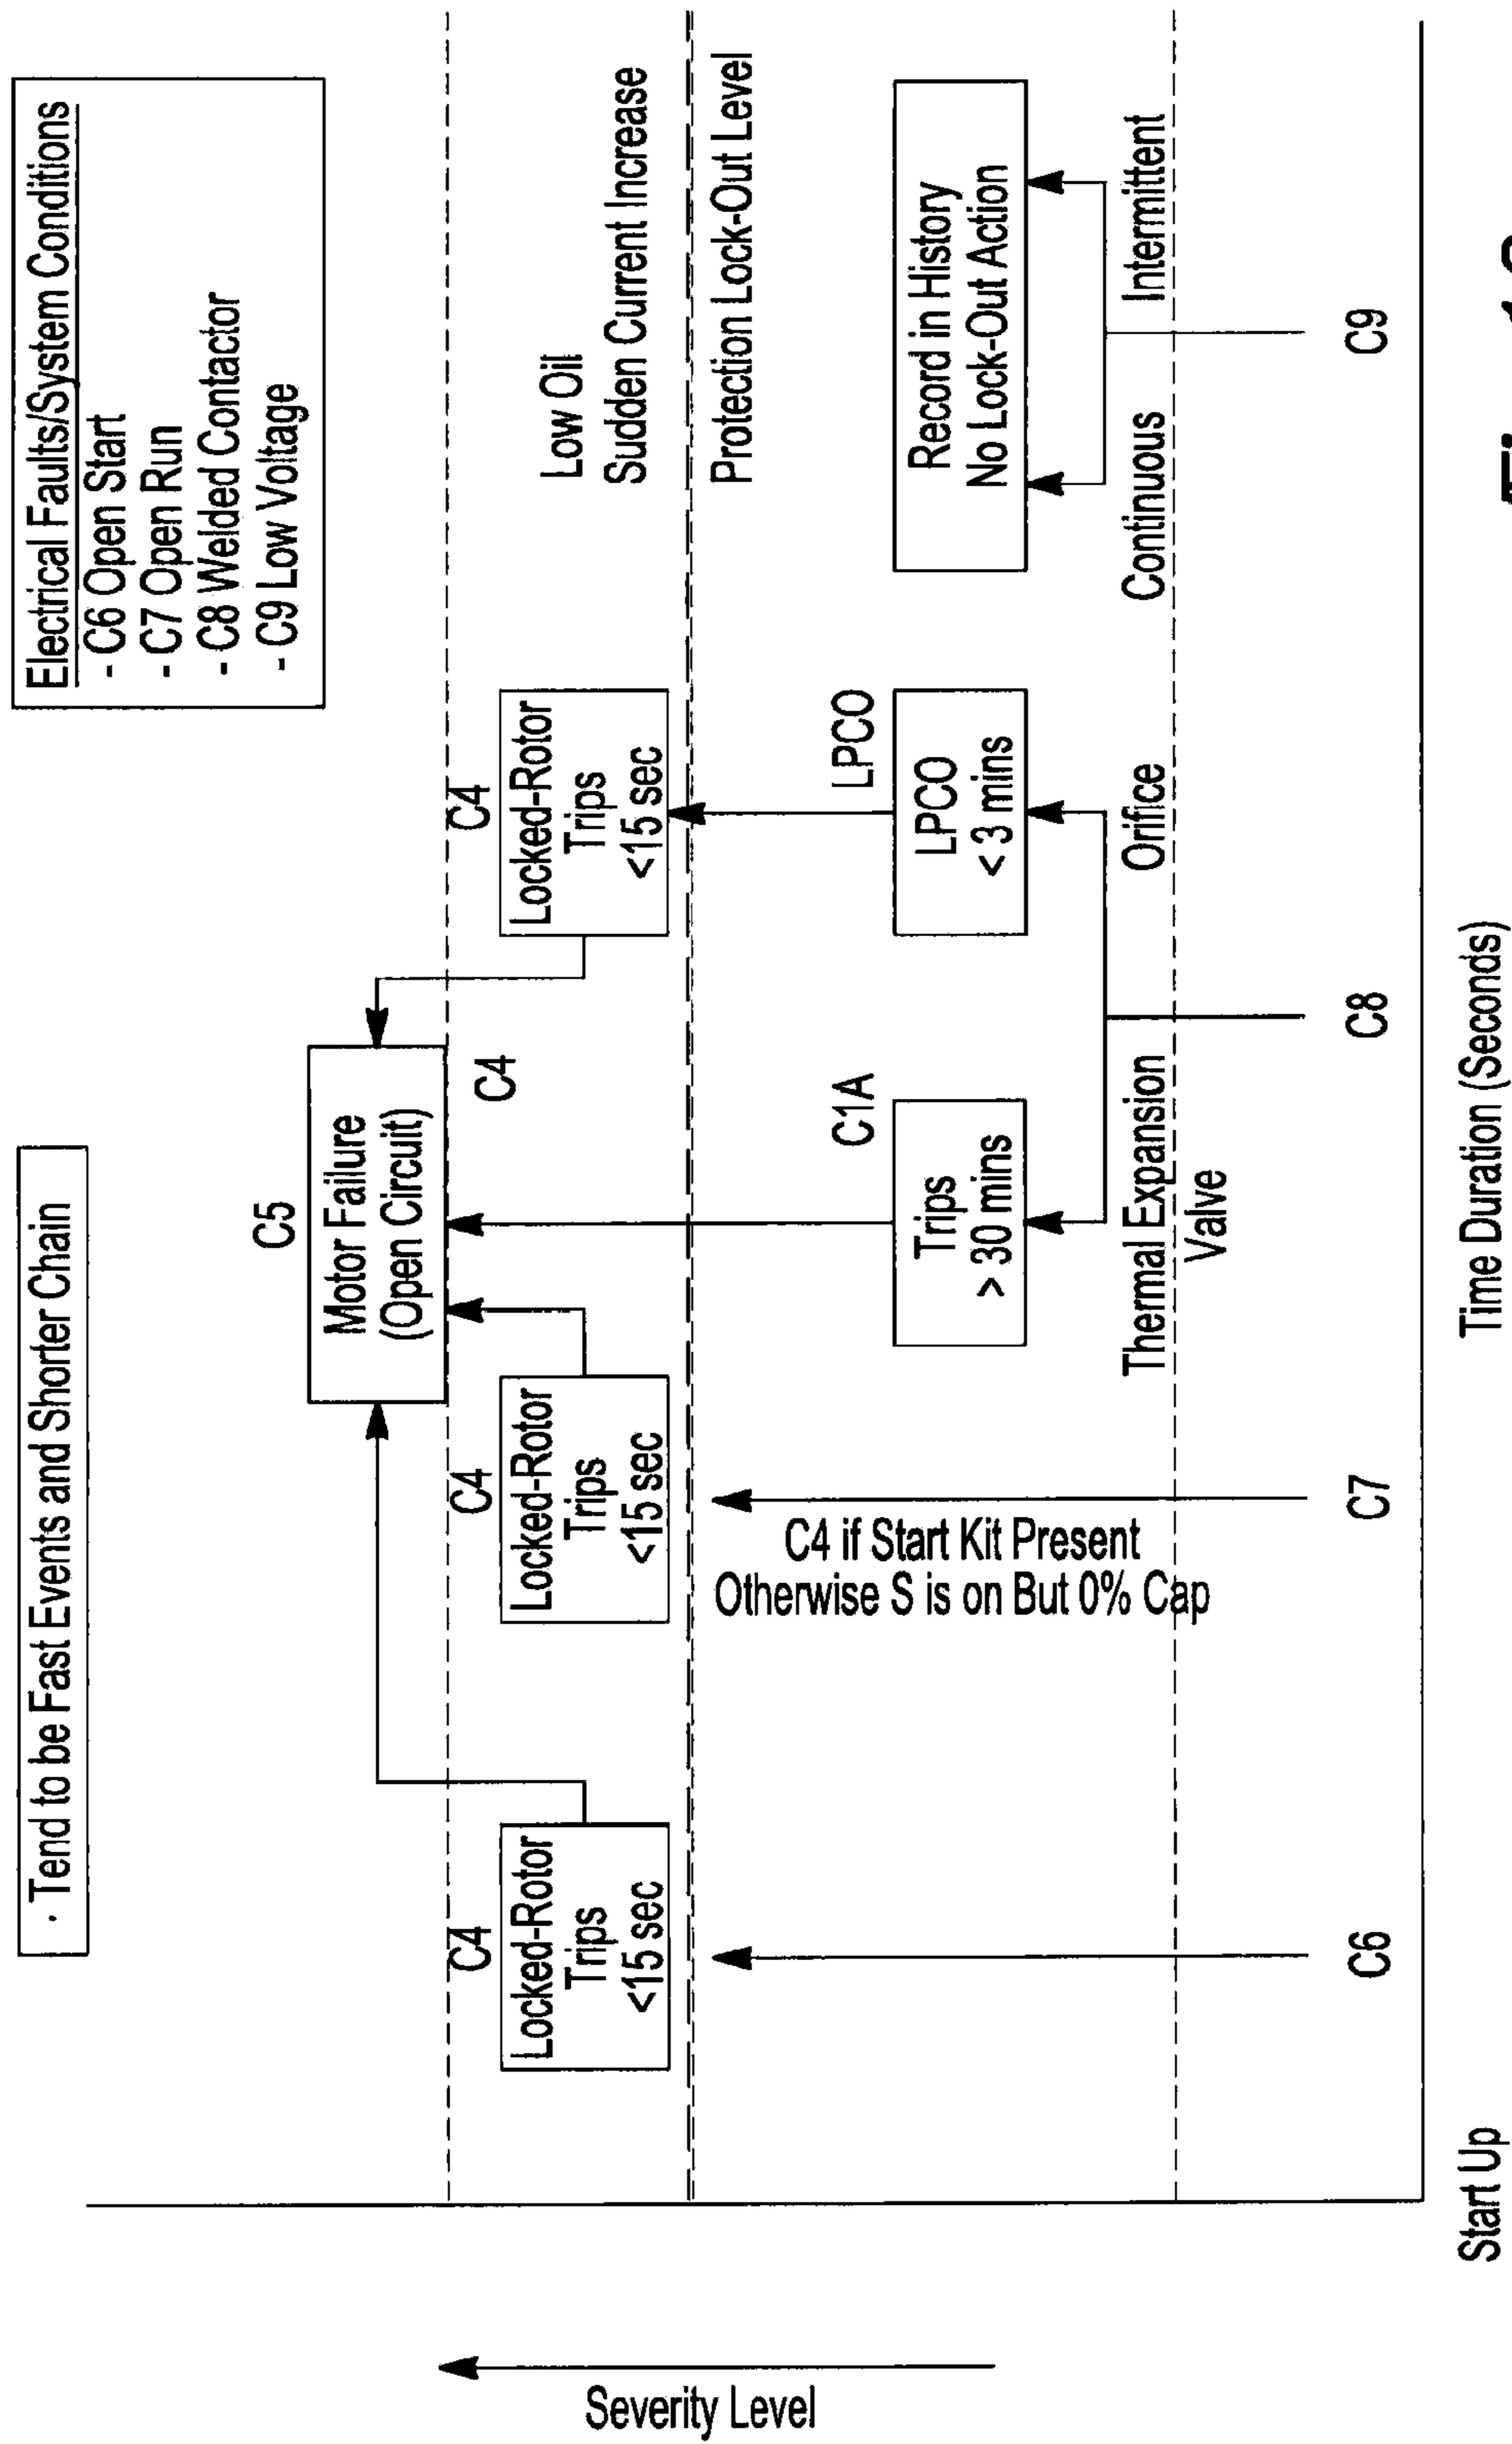 · Tend to be Fast Events and Shorter Chain
Electrical Faults/System Conditions
- C6 Open Start
- C7 Open Run
- C8 Welded Contactor
- C9 Low Voltage
C5
Motor Failure
(Open Circuit)
C4
Locked-Rotor
Trips
<15 sec
C4
Locked-Rotor
Trips
<15 sec
C4
C4
Locked-Rotor
Trips
<15 sec
Low Oil
Sudden Current Increase
Protection Lock-Out Level
C4 if Start Kit Present
Otherwise S is on But 0% Cap
C1A
Trips
> 30 mins
LPCO
LPCO
< 3 mins
Record in History
No Lock-Out Action
Thermal Expansion
Valve
Orifice
Continuous
Intermittent
C6
C7
C8
C9
Severity Level
Start Up
Time Duration (Seconds)